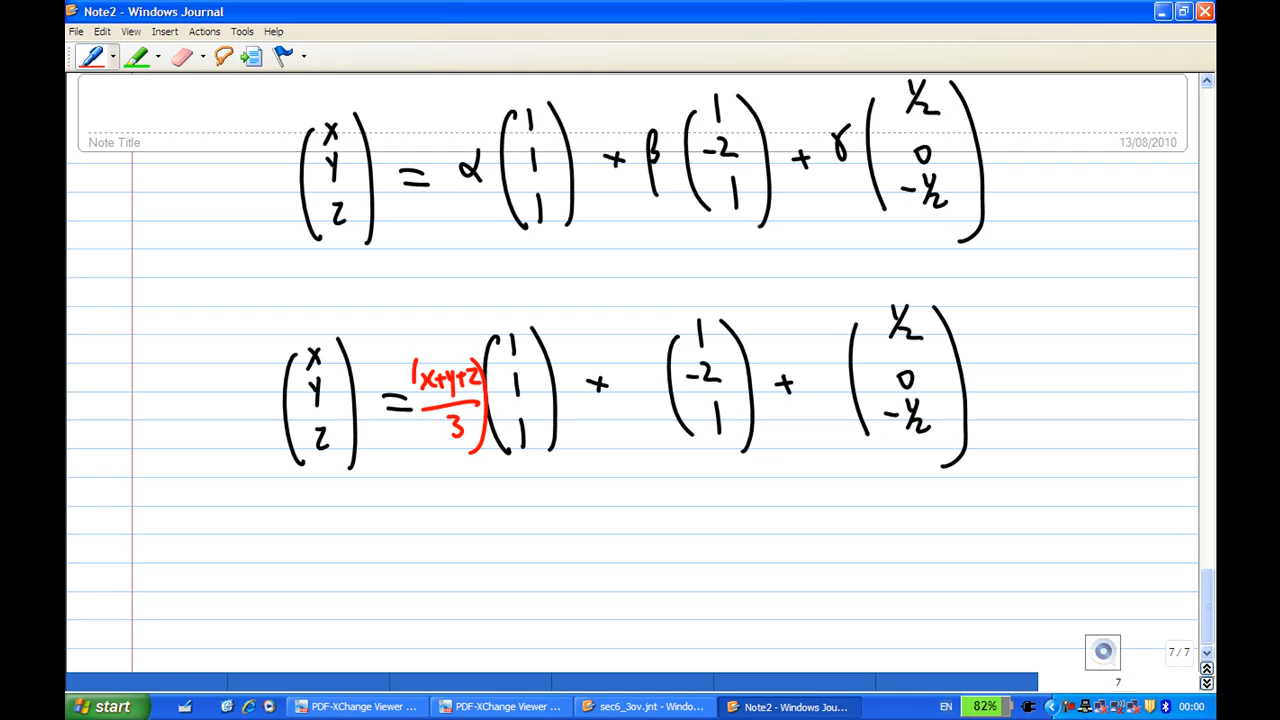 Note2 - Windows Journal
File Edit View Insert Actions Tools Help
Note Title
13/08/2010
(x y z) = α (1 1 1) + β (1 -2 1) + γ (1/2 0 -1/2)
(x y z) = (x+y+z)/3 (1 1 1) + (1 -2 1) + (1/2 0 -1/2)
7 / 7
7
start
PDF-XChange Viewer ...
PDF-XChange Viewer ...
sec6_3ov.jnt - Windo...
Note2 - Windows Jou...
EN
82%
00:00